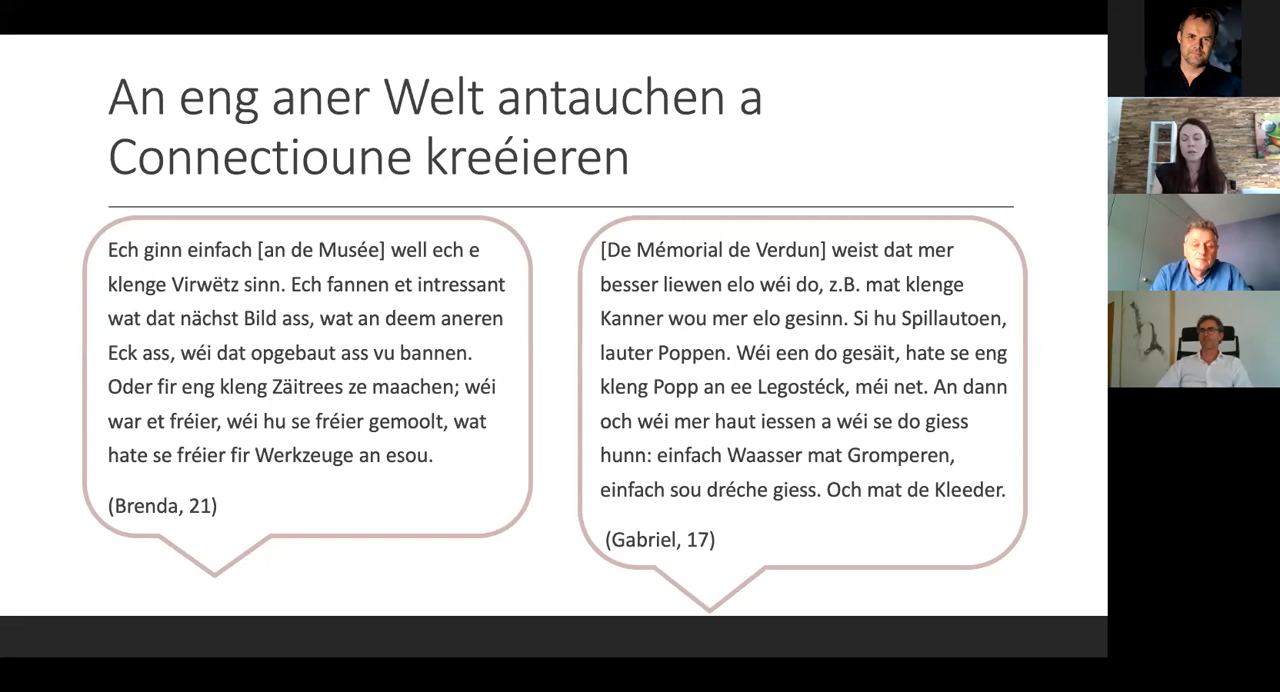 An eng aner Welt antauchen a
Connectioune kreéieren
Ech ginn einfach [an de Musée] well ech e
klenge Virwëtz sinn. Ech fannen et intressant
wat dat nächst Bild ass, wat an deem aneren
Eck ass, wéi dat opgebaut ass vu bannen.
Oder fir eng kleng Zäitrees ze maachen; wéi
war et fréier, wéi hu se fréier gemoolt, wat
hate se fréier fir Werkzeuge an esou.
(Brenda, 21)
[De Mémorial de Verdun] weist dat mer
besser liewen elo wéi do, z.B. mat klenge
Kanner wou mer elo gesinn. Si hu Spillautoen,
lauter Poppen. Wéi een do gesäit, hate se eng
kleng Popp an ee Legostéck, méi net. An dann
och wéi mer haut iessen a wéi se do giess
hunn: einfach Waasser mat Gromperen,
einfach sou dréche giess. Och mat de Kleeder.
(Gabriel, 17)